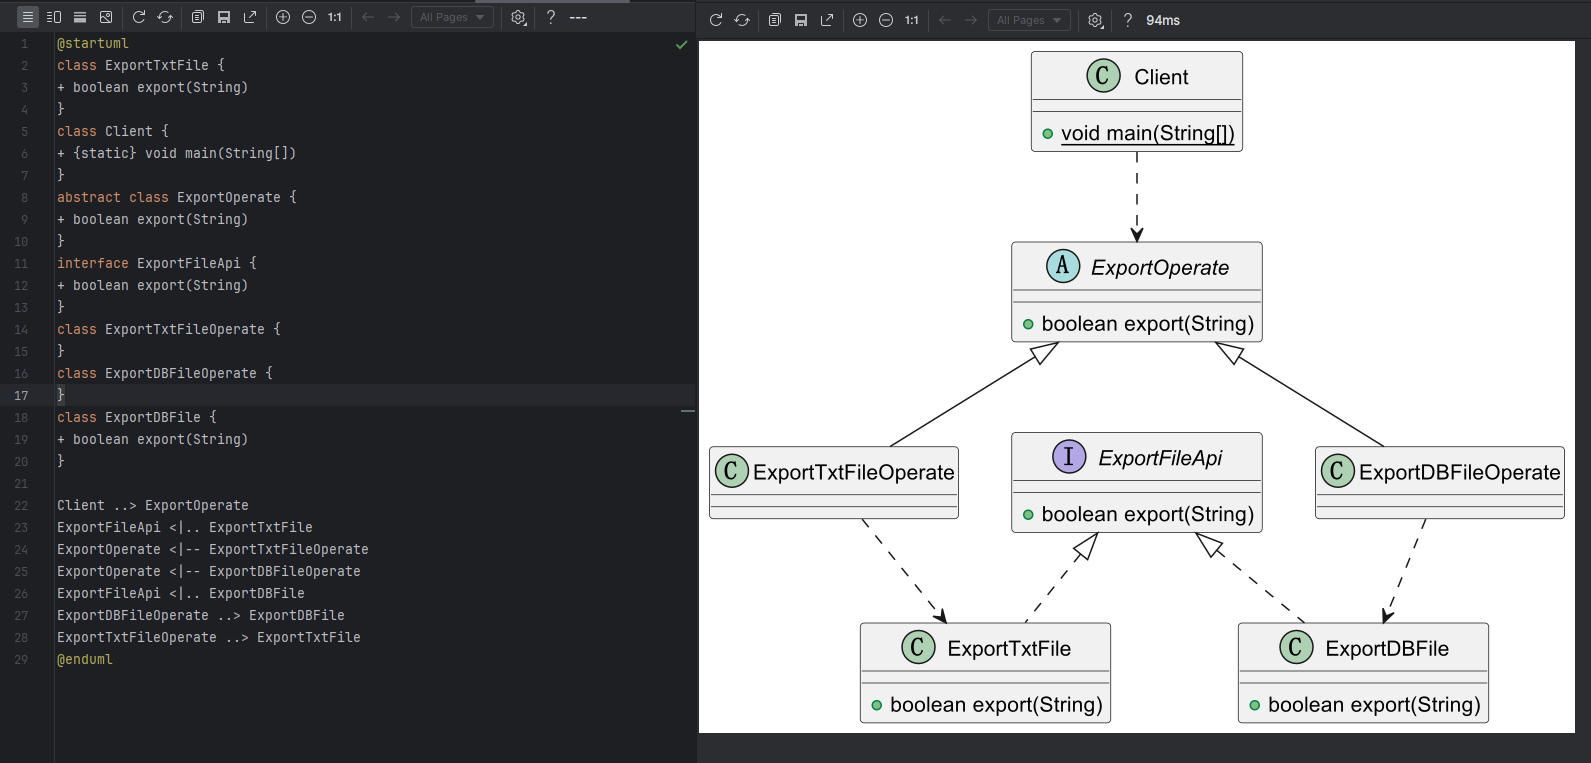 1:1
All Pages
?
---
1 @startuml
2 class ExportTxtFile {
3 + boolean export(String)
4 }
5 class Client {
6 + {static} void main(String[])
7 }
8 abstract class ExportOperate {
9 + boolean export(String)
10 }
11 interface ExportFileApi {
12 + boolean export(String)
13 }
14 class ExportTxtFileOperate {
15 }
16 class ExportDBFileOperate {
17 }
18 class ExportDBFile {
19 + boolean export(String)
20 }
21
22 Client ..> ExportOperate
23 ExportFileApi <|.. ExportTxtFile
24 ExportOperate <|-- ExportTxtFileOperate
25 ExportOperate <|-- ExportDBFileOperate
26 ExportFileApi <|.. ExportDBFile
27 ExportDBFileOperate ..> ExportDBFile
28 ExportTxtFileOperate ..> ExportTxtFile
29 @enduml
1:1
All Pages
?
94ms
C Client
void main(String[])
A ExportOperate
boolean export(String)
C ExportTxtFileOperate
I ExportFileApi
boolean export(String)
C ExportDBFileOperate
C ExportTxtFile
boolean export(String)
C ExportDBFile
boolean export(String)